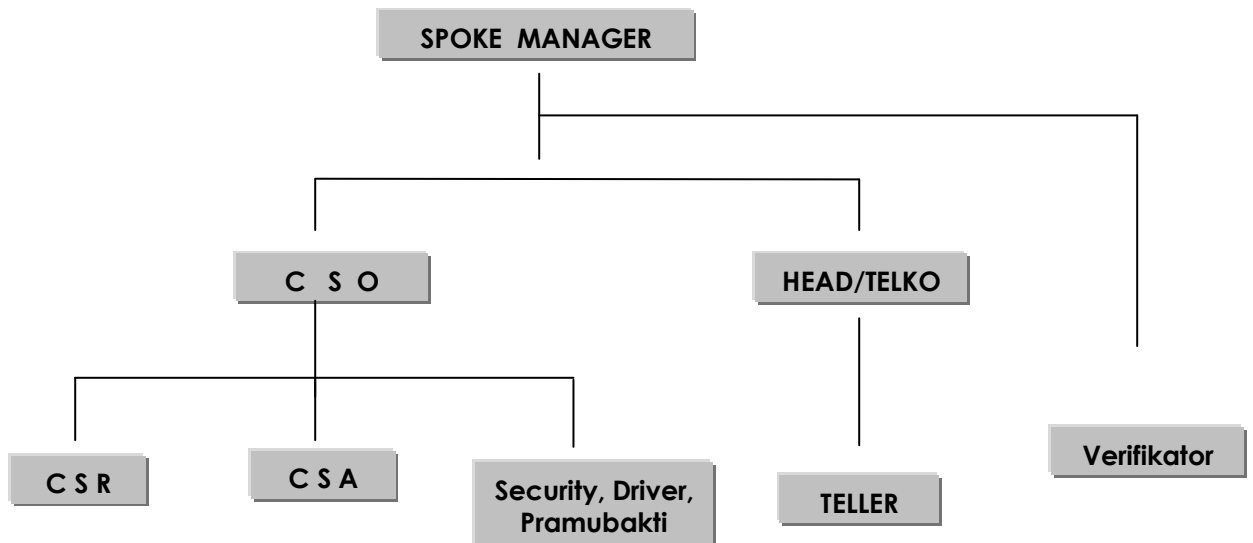 SPOKE MANAGER
C S O
HEAD/TELKO
C S R
C S A
Security, Driver,
Pramubakti
TELLER
Verifikator